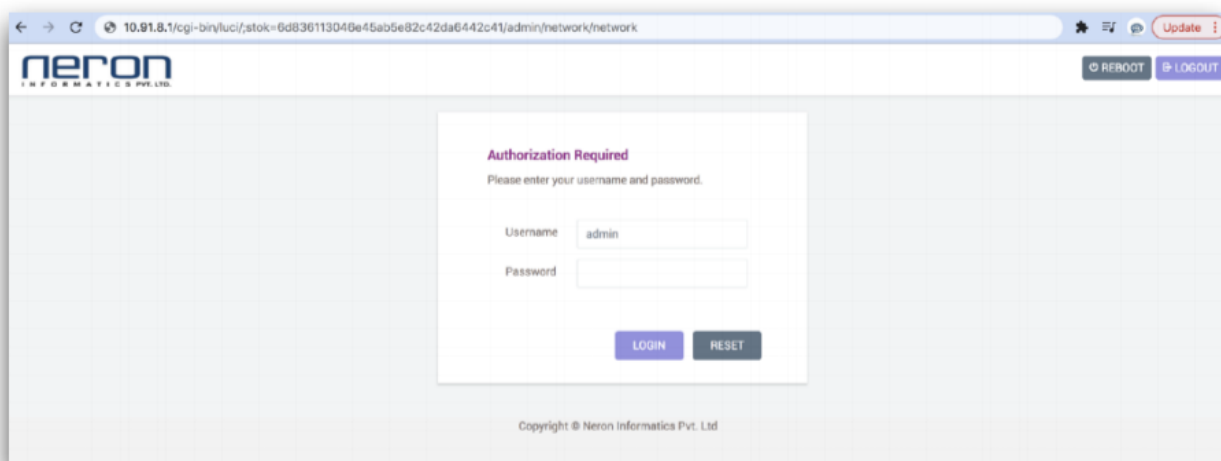 10.91.8.1/cgi-bin/luci/;stok=6d836113046e45ab5e82c42da6442c41/admin/network/network
Update
neron
INFORMATICS PVT. LTD.
REBOOT
LOGOUT
Authorization Required
Please enter your username and password.
Username
admin
Password
LOGIN
RESET
Copyright © Neron Informatics Pvt. Ltd